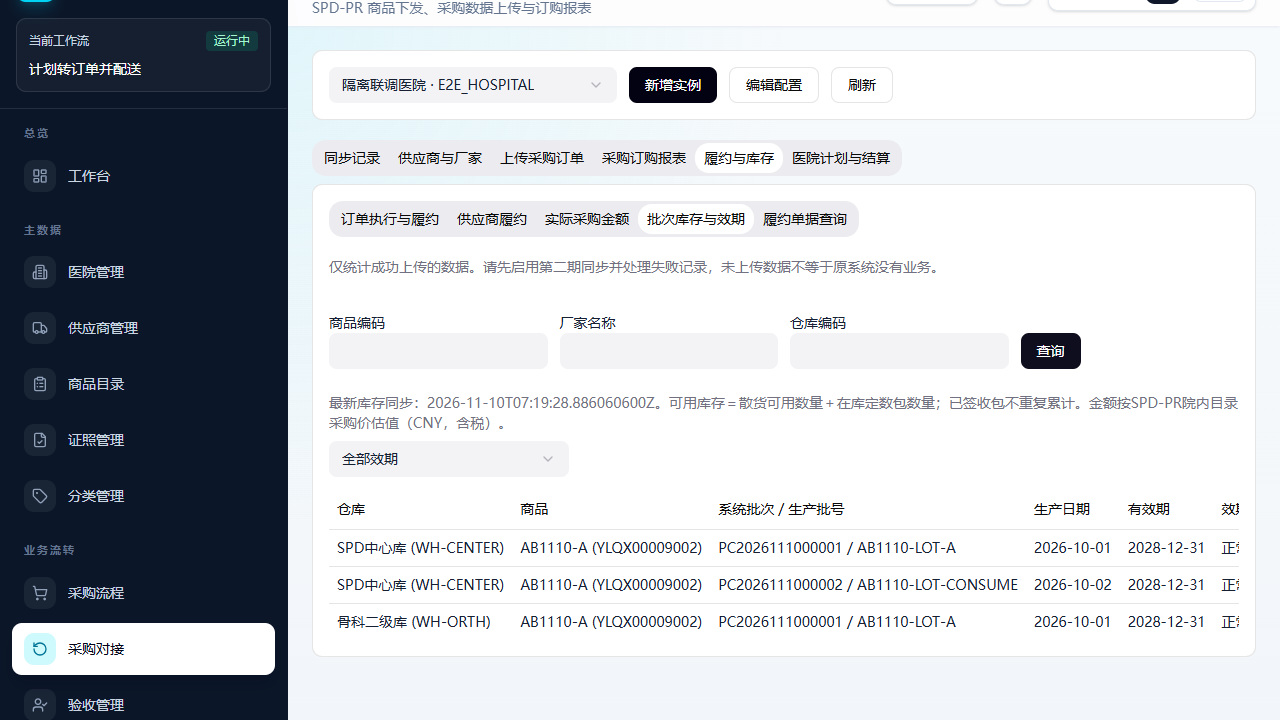 SPD-PR 商品下发、采购数据上传与订购报表
当前工作流
运行中
计划转订单并配送
总览
工作台
主数据
医院管理
供应商管理
商品目录
证照管理
分类管理
业务流转
采购流程
采购对接
验收管理
隔离联调医院 · E2E_HOSPITAL
新增实例
编辑配置
刷新
同步记录 供应商与厂家 上传采购订单 采购订购报表 履约与库存 医院计划与结算
订单执行与履约 供应商履约 实际采购金额 批次库存与效期 履约单据查询
仅统计成功上传的数据。请先启用第二期同步并处理失败记录，未上传数据不等于原系统没有业务。
商品编码 厂家名称 仓库编码
查询
最新库存同步：2026-11-10T07:19:28.886060600Z。可用库存＝散货可用数量＋在库定数包数量；已签收包不重复累计。金额按SPD-PR院内目录
采购价估值（CNY，含税）。
全部效期
仓库 商品 系统批次 / 生产批号 生产日期 有效期 效期
SPD中心库 (WH-CENTER) AB1110-A (YLQX00009002) PC2026111000001 / AB1110-LOT-A 2026-10-01 2028-12-31 正常
SPD中心库 (WH-CENTER) AB1110-A (YLQX00009002) PC2026111000002 / AB1110-LOT-CONSUME 2026-10-02 2028-12-31 正常
骨科二级库 (WH-ORTH) AB1110-A (YLQX00009002) PC2026111000001 / AB1110-LOT-A 2026-10-01 2028-12-31 正常